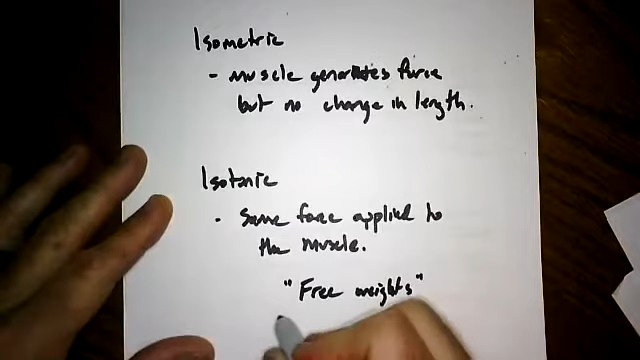 Isometric
- muscle generates force
but no change in length.
Isotonic
- Same force applied to
the muscle.
"Free weights"